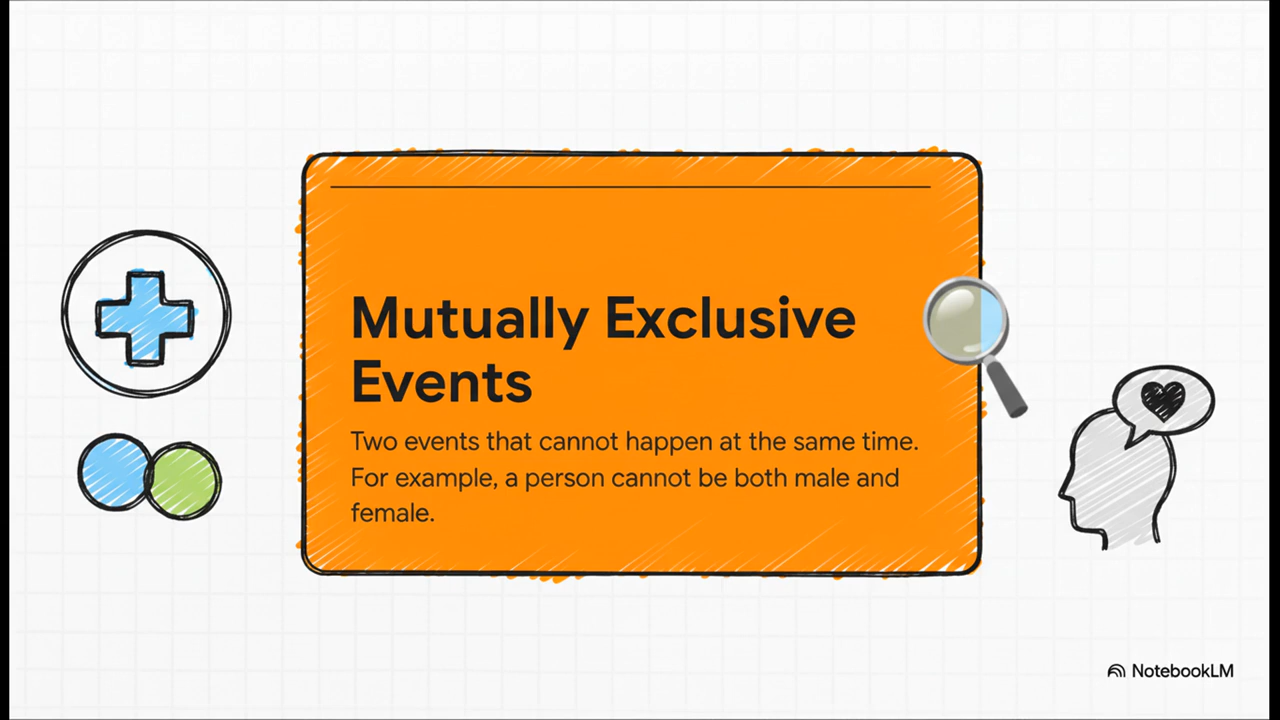 Mutually Exclusive
Events
Two events that cannot happen at the same time.
For example, a person cannot be both male and
female.
NotebookLM